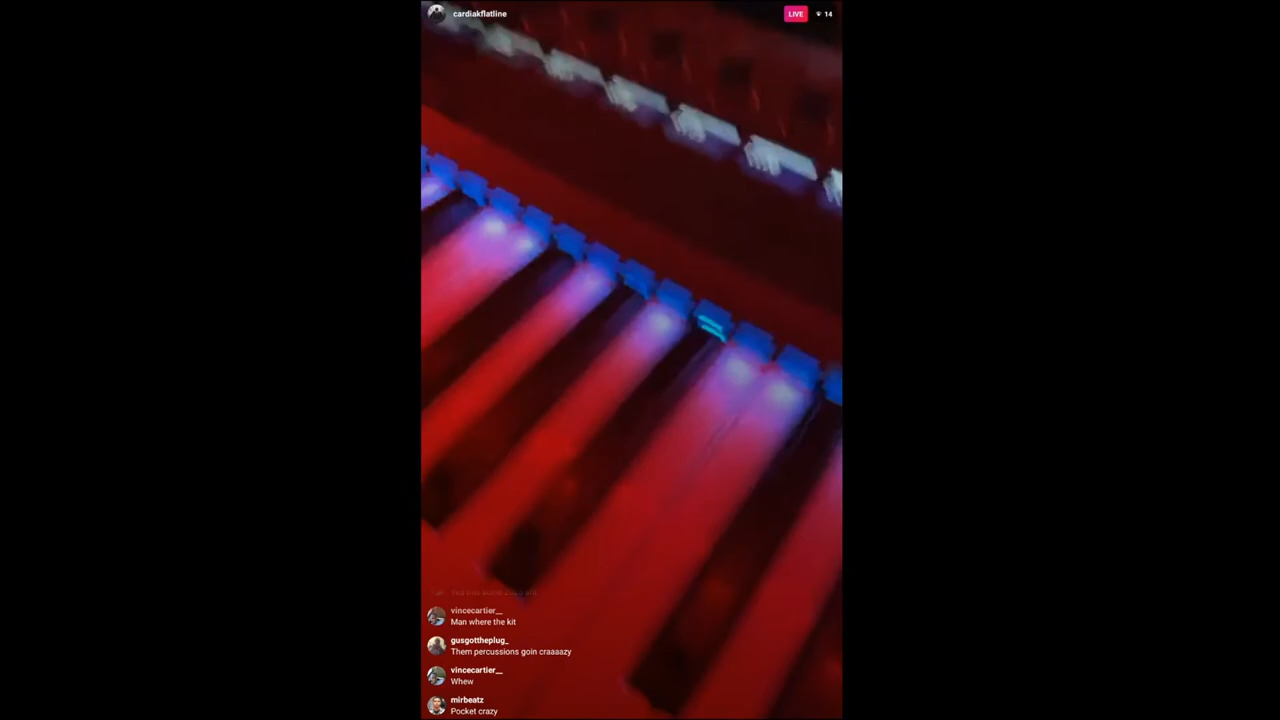 cardiakflatline
LIVE
14
vincecartier__
Man where the kit
gusgottheplug_
Them percussions goin craaaazy
vincecartier__
Whew
mirbeatz
Pocket crazy